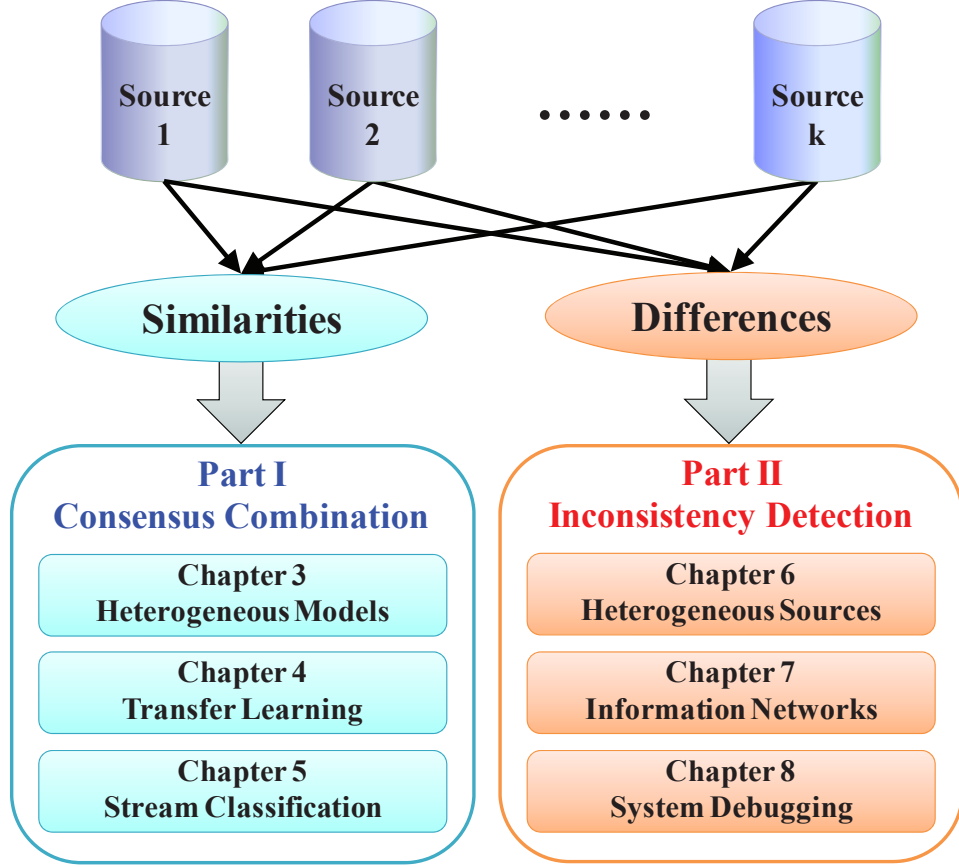 Source
1
Source
2
......
Source
k
Similarities
Differences
Part I
Consensus Combination
Chapter 3
Heterogeneous Models
Chapter 4
Transfer Learning
Chapter 5
Stream Classification
Part II
Inconsistency Detection
Chapter 6
Heterogeneous Sources
Chapter 7
Information Networks
Chapter 8
System Debugging